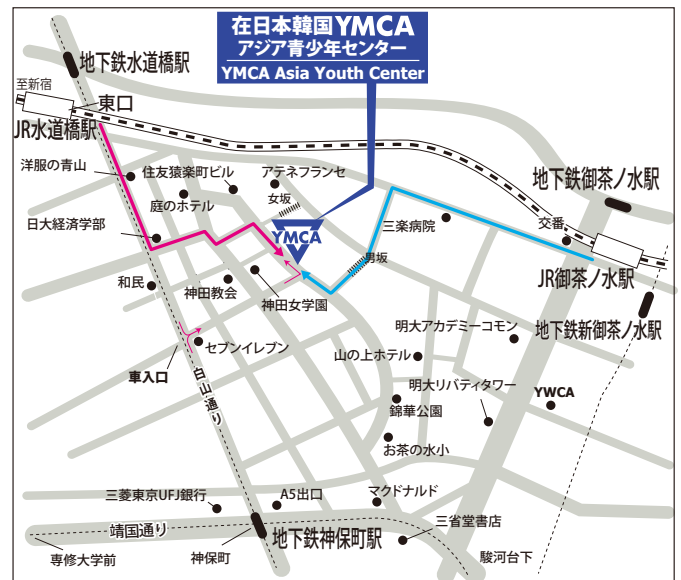 在日本韓国YMCA
アジア青少年センター
YMCA Asia Youth Center
地下鉄水道橋駅
至新宿
東口
JR水道橋駅
洋服の青山
住友猿楽町ビル
アテネフランセ
庭のホテル
女坂
地下鉄御茶ノ水駅
三楽病院
交番
日大経済学部
YMCA
男坂
JR御茶ノ水駅
和民
神田教会
神田女学園
地下鉄新御茶ノ水駅
明大アカデミーコモン
セブンイレブン
山の上ホテル
車入口
明大リバティタワー
YWCA
白山通り
錦華公園
お茶の水小
三菱東京UFJ銀行
A5出口
マクドナルド
靖国通り
地下鉄神保町駅
三省堂書店
専修大学前
神保町
駿河台下